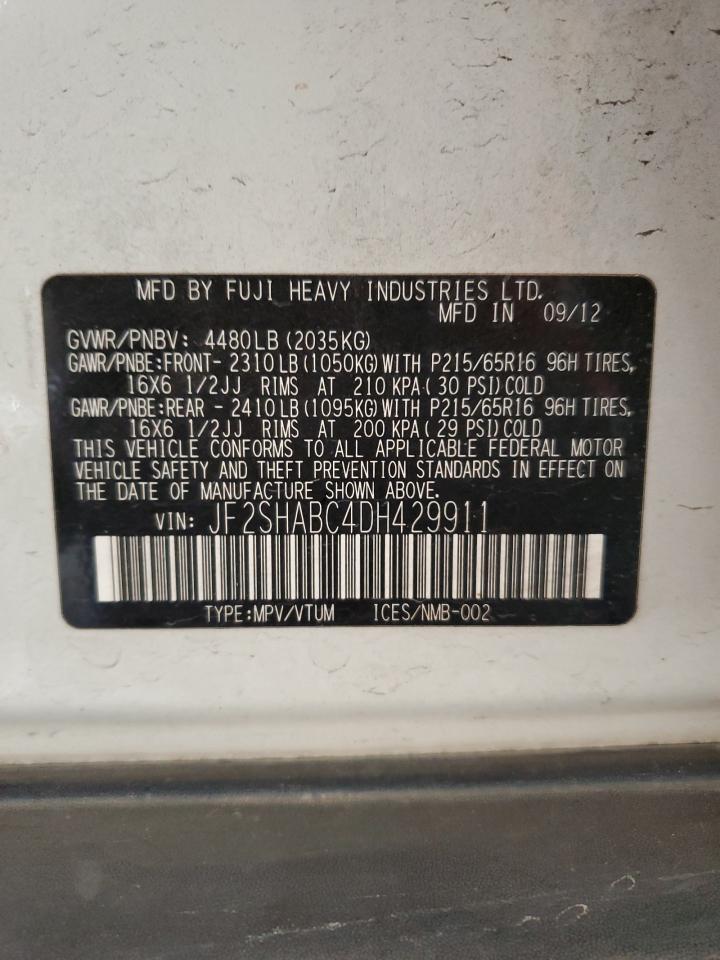 MFD BY FUJI HEAVY INDUSTRIES LTD.
MFD IN 09/12
GVWR/PNBV: 4480LB (2035KG)
GAWR/PNBE:FRONT- 2310LB(1050KG)WITH P215/65R16 96H TIRES,
16X6 1/2JJ RIMS AT 210 KPA( 30 PSI)COLD
GAWR/PNBE:REAR - 2410LB(1095KG)WITH P215/65R16 96H TIRES,
16X6 1/2JJ RIMS AT 200 KPA( 29 PSI)COLD
THIS VEHICLE CONFORMS TO ALL APPLICABLE FEDERAL MOTOR
VEHICLE SAFETY AND THEFT PREVENTION STANDARDS IN EFFECT ON
THE DATE OF MANUFACTURE SHOWN ABOVE.
VIN: JF2SHABC4DH429911
TYPE:MPV/VTUM ICES/NMB-002